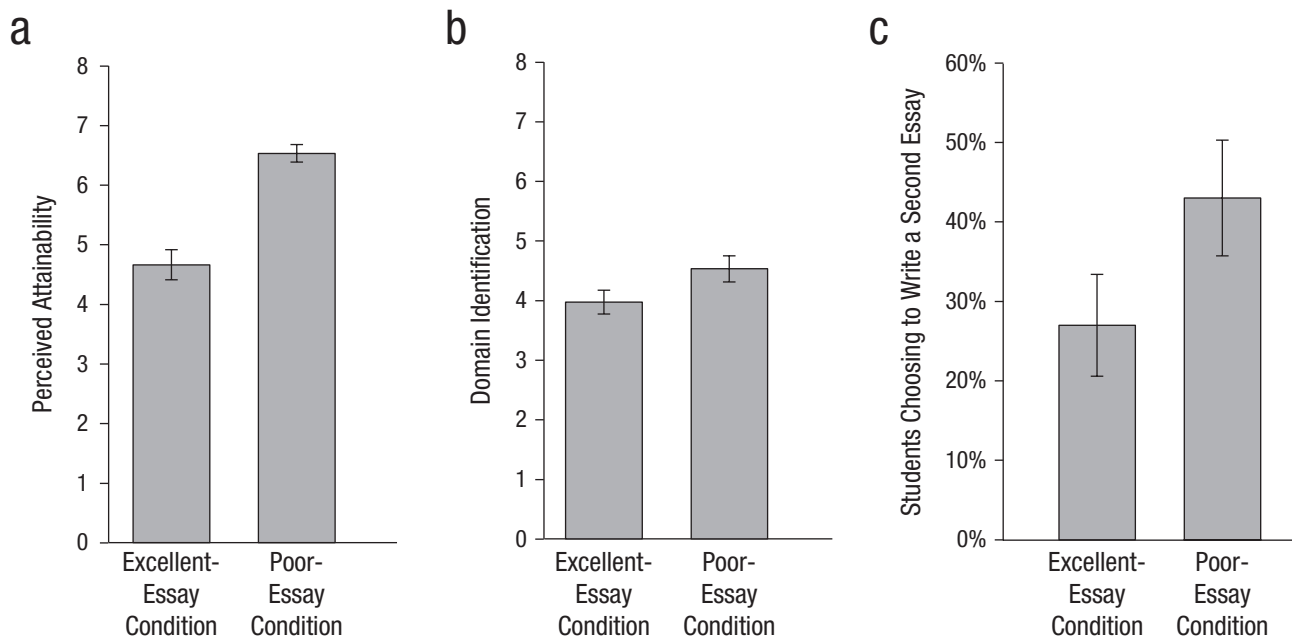 a
8
7
6
5
4
3
2
1
0
Perceived Attainability
Excellent-
Essay
Condition
Poor-
Essay
Condition
b
8
7
6
5
4
3
2
1
0
Domain Identification
Excellent-
Essay
Condition
Poor-
Essay
Condition
c
60%
50%
40%
30%
20%
10%
0%
Students Choosing to Write a Second Essay
Excellent-
Essay
Condition
Poor-
Essay
Condition